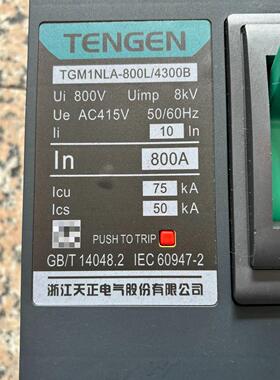 TENGEN
TGM1NLA-800L/4300B
Ui 800V Uimp 8kV
Ue AC415V 50/60Hz
Ii 10 In
In 800A
Icu 75 kA
Ics 50 kA
PUSH TO TRIP
GB/T 14048.2 IEC 60947-2
浙江天正电气股份有限公司